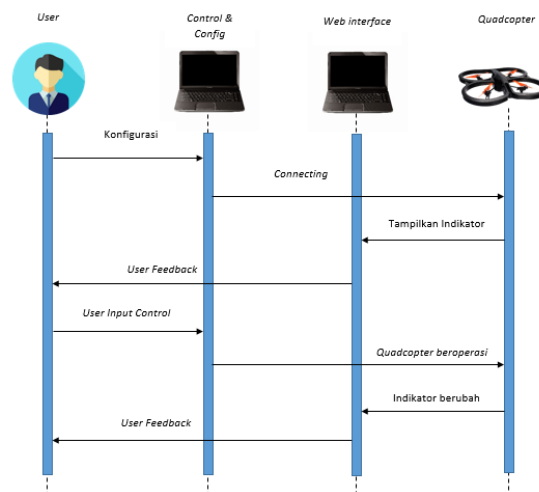 User
Control &
Config
Web interface
Quadcopter
Konfigurasi
Connecting
Tampilkan Indikator
User Feedback
User Input Control
Quadcopter beroperasi
Indikator berubah
User Feedback